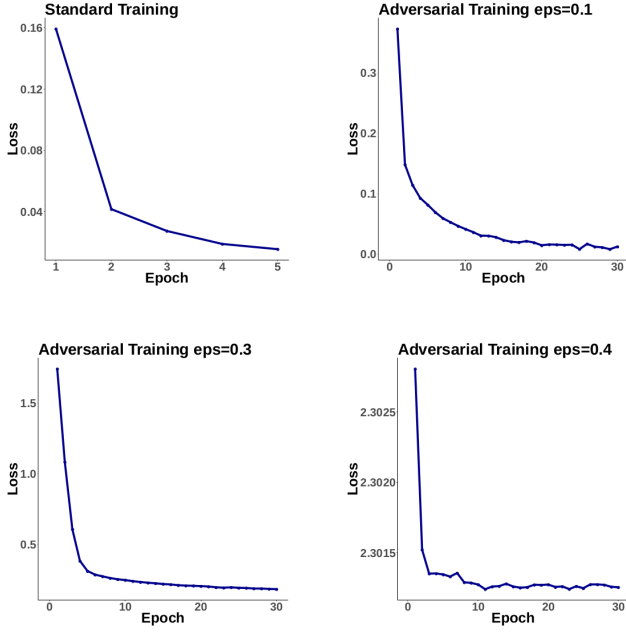 Standard Training
0.16
0.12
0.08
0.04
Loss
1 2 3 4 5
Epoch
Adversarial Training eps=0.1
0.3
0.2
0.1
0.0
Loss
0 10 20 30
Epoch
Adversarial Training eps=0.3
1.5
1.0
0.5
Loss
0 10 20 30
Epoch
Adversarial Training eps=0.4
2.3025
2.3020
2.3015
Loss
0 10 20 30
Epoch